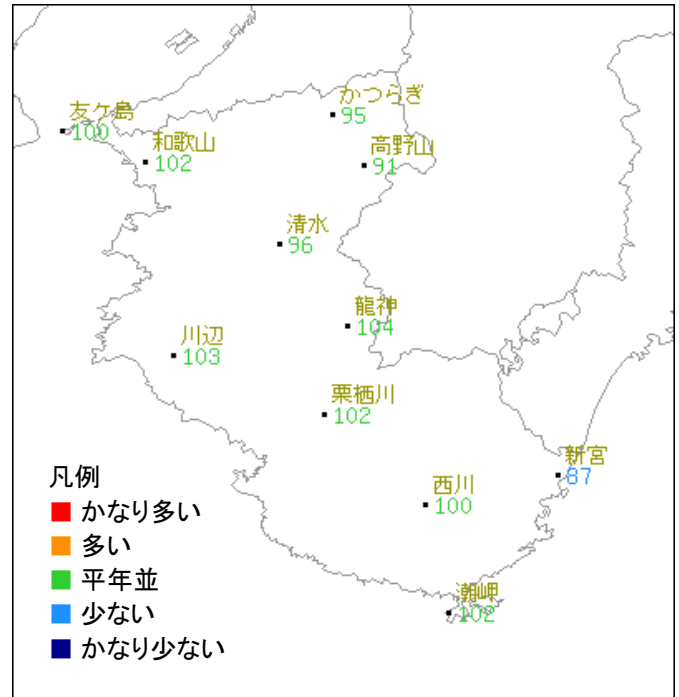 かつらぎ
95
友ケ島
100
和歌山
102
高野山
91
清水
96
龍神
104
川辺
103
栗栖川
102
新宮
87
西川
100
潮岬
102
凡例
かなり多い
多い
平年並
少ない
かなり少ない